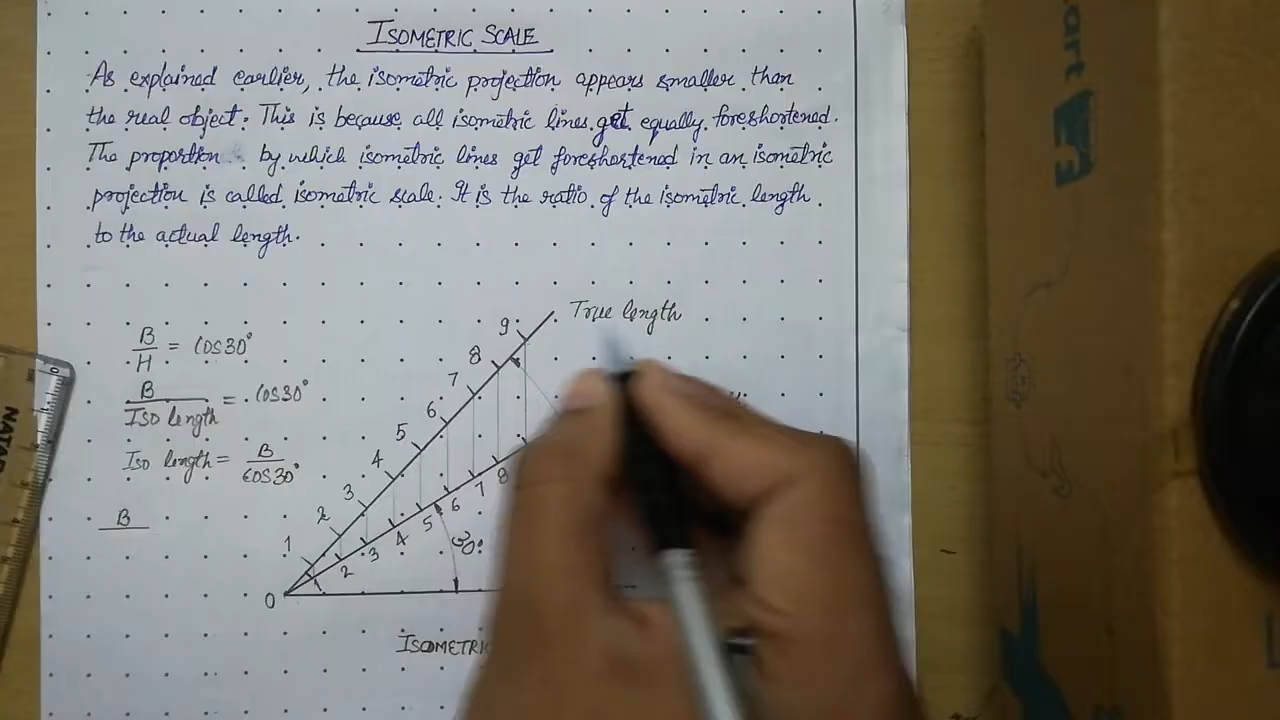 ISOMETRIC SCALE
As explained earlier, the isometric projection appears smaller than
the real object. This is because all isometric lines get equally foreshortened.
The proportion by which isometric lines get foreshortened in an isometric
projection is called isometric scale. It is the ratio of the isometric length
to the actual length.
B/H = COS30°
B/Iso length = COS30°
Iso length = B/COS30°
B
True length
9
8
7
6
5
4
3
2
1
0
2
3
4
5
6
7
8
30°
ISOMETRIC
NATAR
art